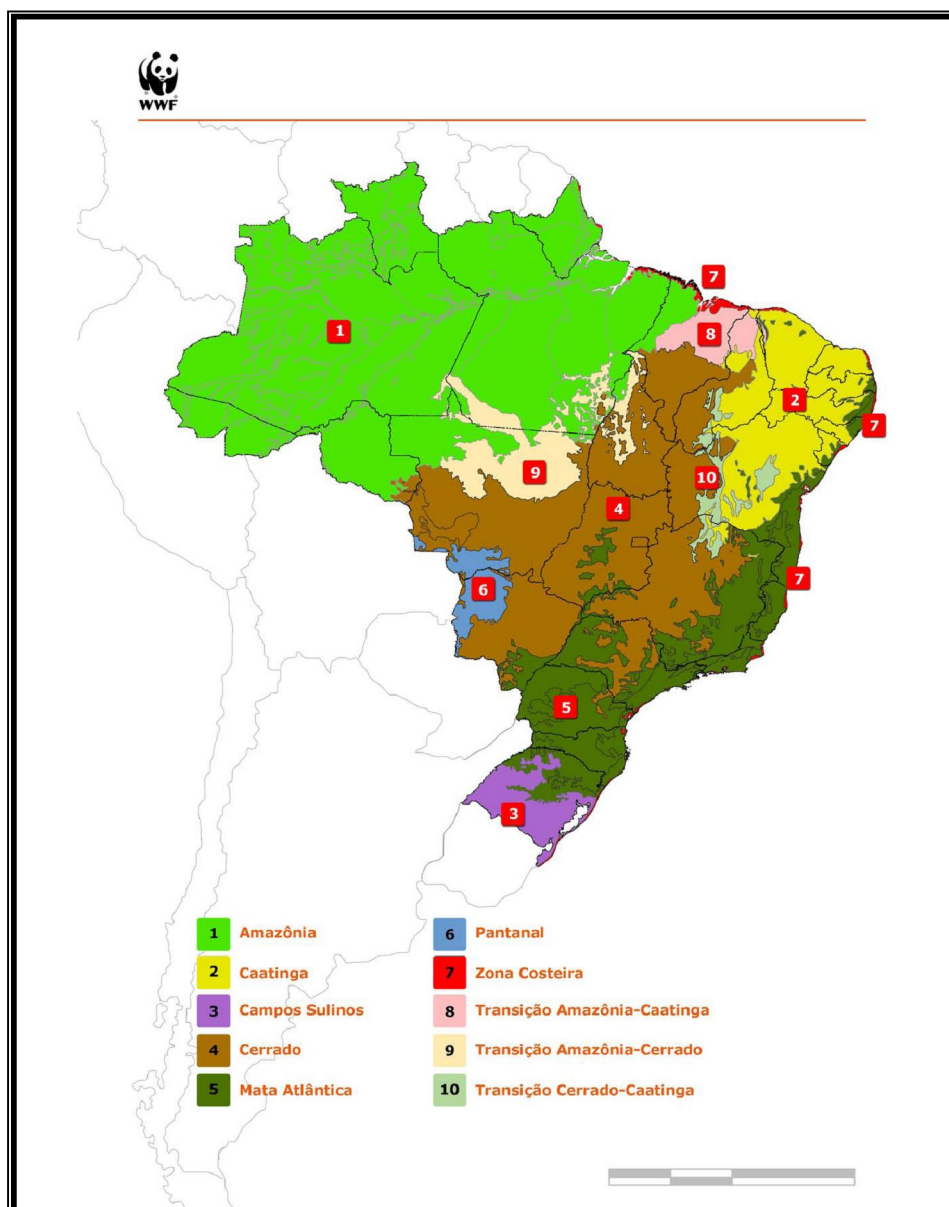 WWF
7
1
8
2
7
9
10
4
7
6
5
3
1 Amazônia
2 Caatinga
3 Campos Sulinos
4 Cerrado
5 Mata Atlântica
6 Pantanal
7 Zona Costeira
8 Transição Amazônia-Caatinga
9 Transição Amazônia-Cerrado
10 Transição Cerrado-Caatinga